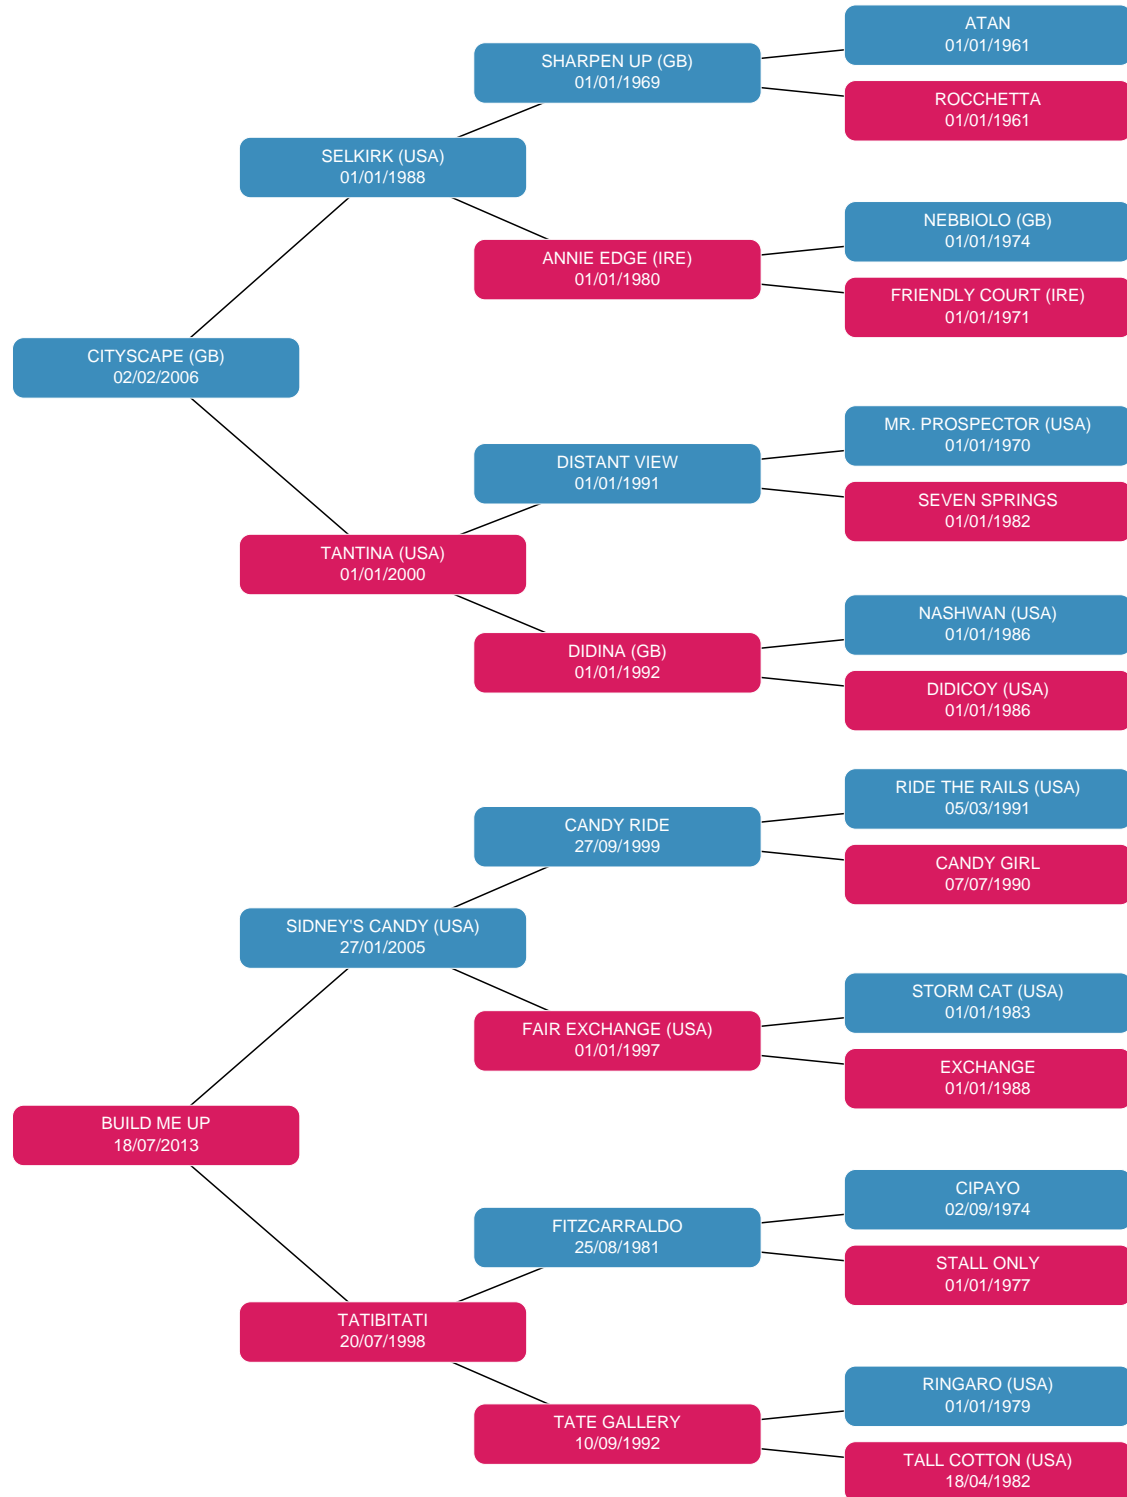 ATAN
01/01/1961
SHARPEN UP (GB)
01/01/1969
ROCCHETTA
01/01/1961
SELKIRK (USA)
01/01/1988
NEBBIOLO (GB)
01/01/1974
ANNIE EDGE (IRE)
01/01/1980
FRIENDLY COURT (IRE)
01/01/1971
CITYSCAPE (GB)
02/02/2006
MR. PROSPECTOR (USA)
01/01/1970
DISTANT VIEW
01/01/1991
SEVEN SPRINGS
01/01/1982
TANTINA (USA)
01/01/2000
NASHWAN (USA)
01/01/1986
DIDINA (GB)
01/01/1992
DIDICOY (USA)
01/01/1986
RIDE THE RAILS (USA)
05/03/1991
CANDY RIDE
27/09/1999
CANDY GIRL
07/07/1990
SIDNEY'S CANDY (USA)
27/01/2005
STORM CAT (USA)
01/01/1983
FAIR EXCHANGE (USA)
01/01/1997
EXCHANGE
01/01/1988
BUILD ME UP
18/07/2013
CIPAYO
02/09/1974
FITZCARRALDO
25/08/1981
STALL ONLY
01/01/1977
TATIBITATI
20/07/1998
RINGARO (USA)
01/01/1979
TATE GALLERY
10/09/1992
TALL COTTON (USA)
18/04/1982